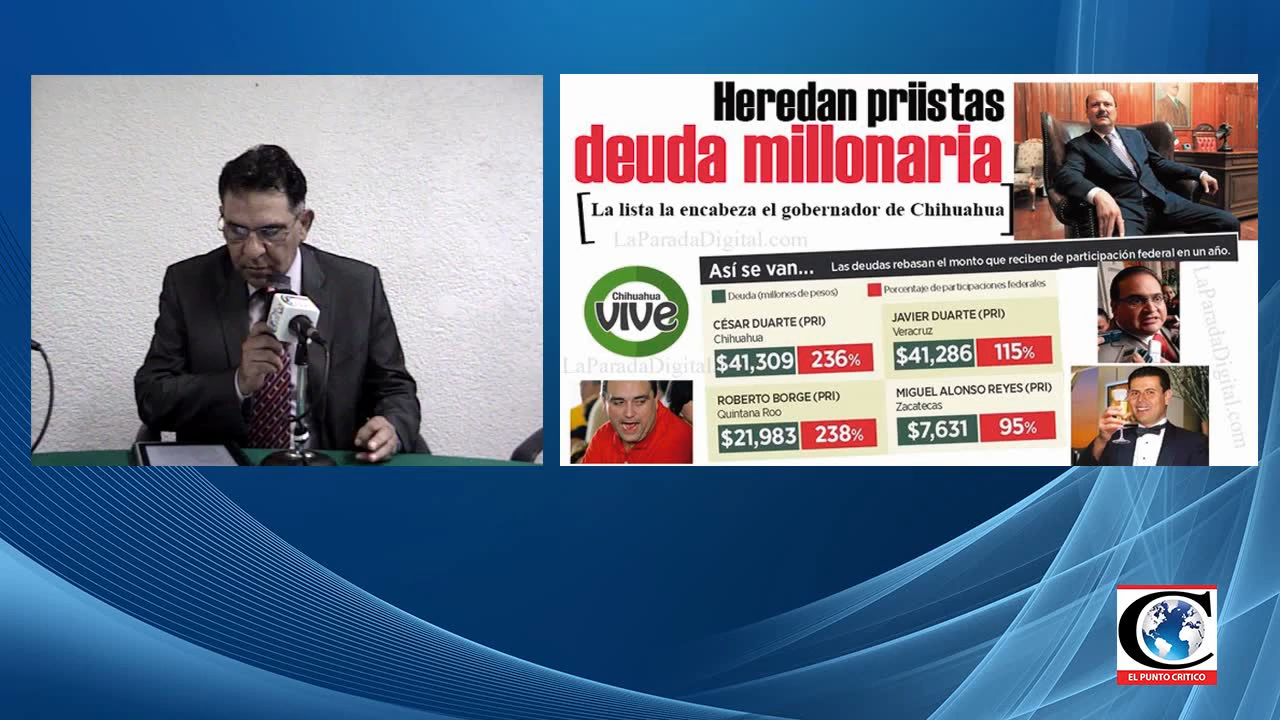 Heredan priistas
deuda millonaria
[La lista la encabeza el gobernador de Chihuahua]
LaParadaDigital.com
Así se van... Las deudas rebasan el monto que reciben de participación federal en un año.
Deuda (millones de pesos) Porcentaje de participaciones federales
Chihuahua
VIVE
CÉSAR DUARTE (PRI)
Chihuahua
$41,309 236%
JAVIER DUARTE (PRI)
Veracruz
$41,286 115%
LaParadaDigital
ROBERTO BORGE (PRI)
Quintana Roo
$21,983 238%
MIGUEL ALONSO REYES (PRI)
Zacatecas
$7,631 95%
LaParadaDigital.com
C
EL PUNTO CRITICO